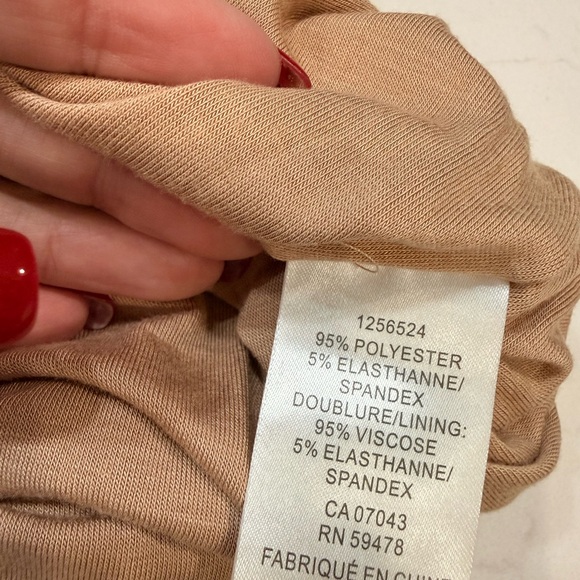 1256524
95% POLYESTER
5% ELASTHANNE/
SPANDEX
DOUBLURE/LINING:
95% VISCOSE
5% ELASTHANNE/
SPANDEX
CA 07043
RN 59478
FABRIQUÉ EN CHINE